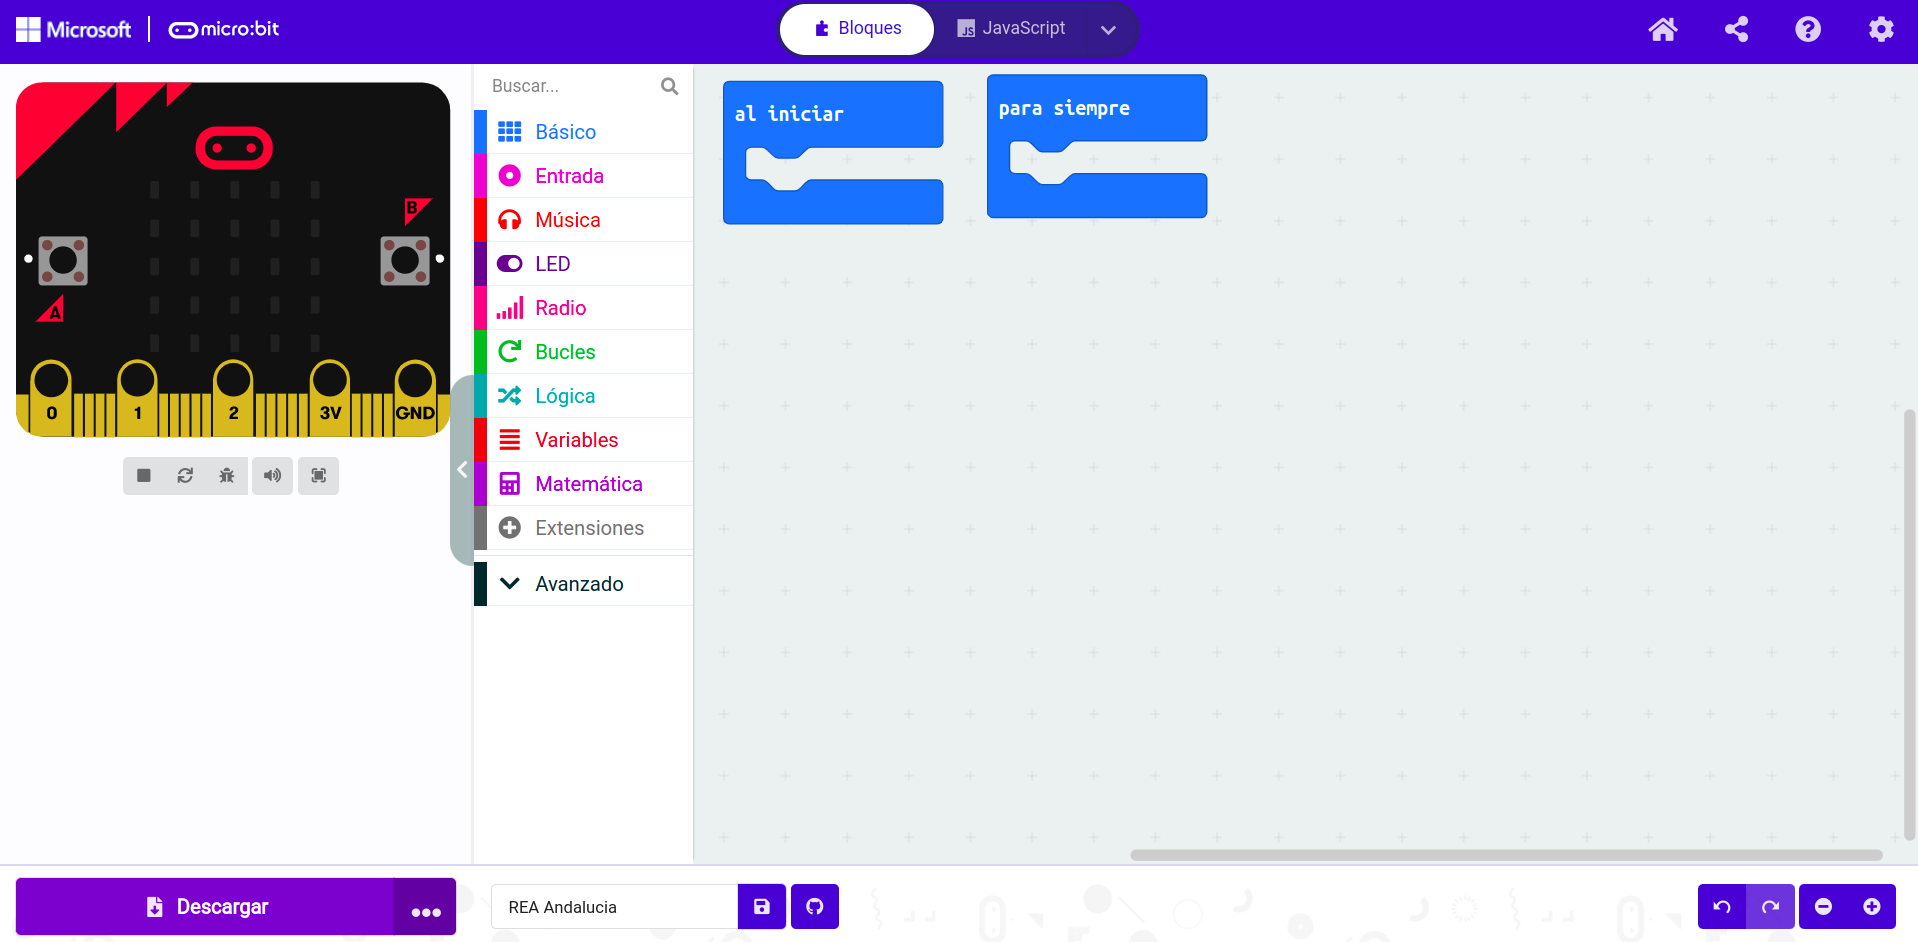 Microsoft micro:bit
Bloques
JS JavaScript
Buscar...
Básico
Entrada
Música
LED
Radio
Bucles
Lógica
Variables
Matemática
Extensiones
Avanzado
al iniciar
para siempre
B
A
0 1 2 3V GND
Descargar
REA Andalucia